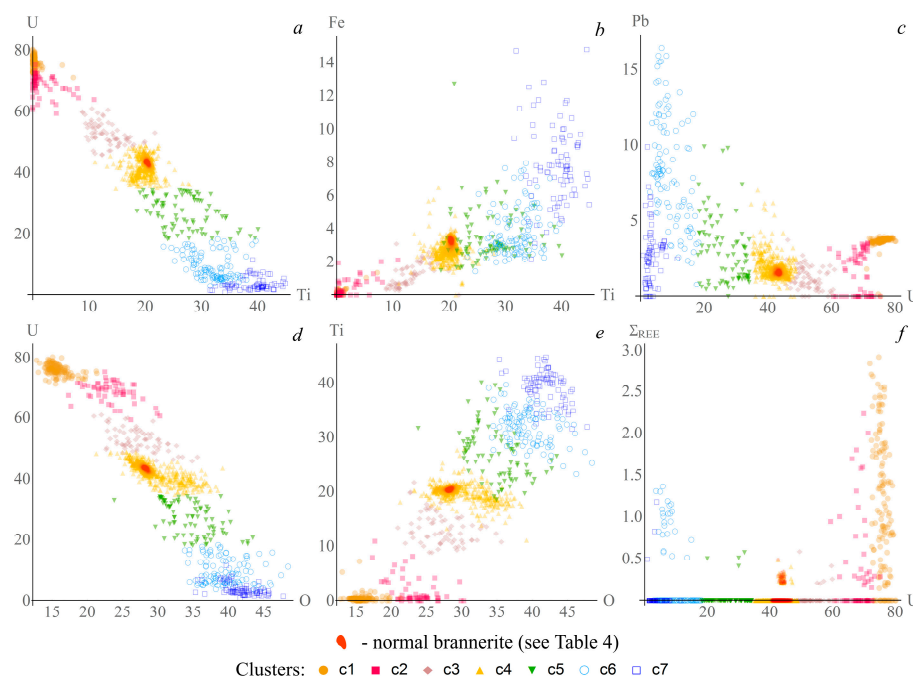 U a
80
60
40
20
10 20 30 40 Ti
Fe b
14
12
10
8
6
4
2
10 20 30 40 Ti
Pb c
15
10
5
20 40 60 80 U
U d
80
60
40
20
0
15 20 25 30 35 40 45 O
Ti e
40
30
20
10
0
15 20 25 30 35 40 45 O
Σ REE f
3.0
2.5
2.0
1.5
1.0
0.5
0 20 40 60 80 U
- normal brannerite (see Table 4)
Clusters: c1 c2 c3 c4 c5 c6 c7